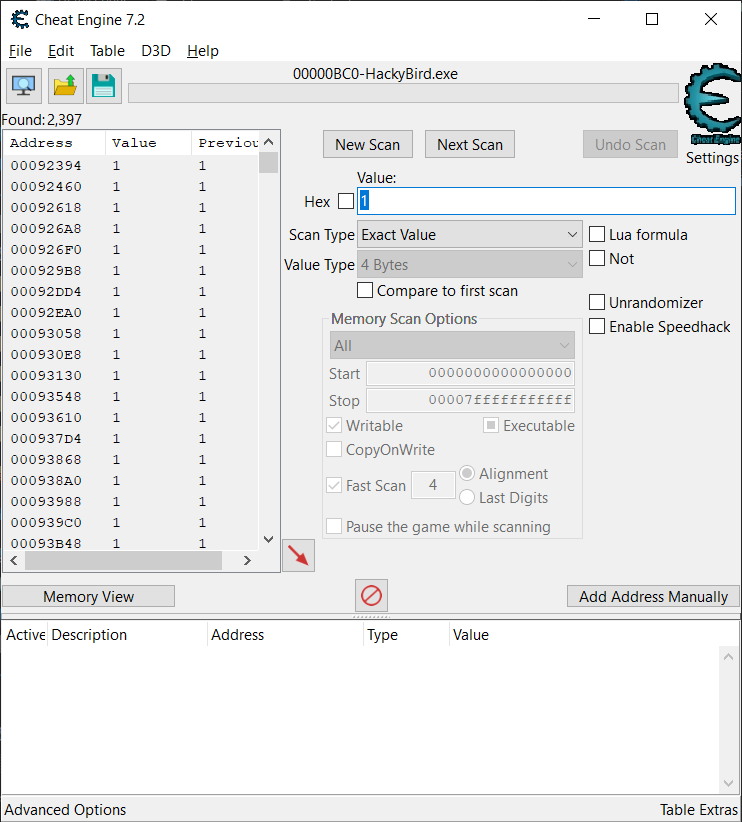 Cheat Engine 7.2
File Edit Table D3D Help
00000BC0-HackyBird.exe
Found: 2,397
Address Value Previou
00092394 1 1
00092460 1 1
00092618 1 1
000926A8 1 1
000926F0 1 1
000929B8 1 1
00092DD4 1 1
00092EA0 1 1
00093058 1 1
000930E8 1 1
00093130 1 1
00093548 1 1
00093610 1 1
000937D4 1 1
00093868 1 1
000938A0 1 1
00093988 1 1
000939C0 1 1
00093B48 1 1
New Scan Next Scan Undo Scan
Cheat Engine
Settings
Value:
Hex 1
Scan Type Exact Value
Lua formula
Value Type 4 Bytes
Not
Compare to first scan
Unrandomizer
Enable Speedhack
Memory Scan Options
All
Start 0000000000000000
Stop 00007fffffffffff
Writable Executable
CopyOnWrite
Fast Scan 4 Alignment
Last Digits
Pause the game while scanning
Memory View Add Address Manually
Active Description Address Type Value
Advanced Options Table Extras